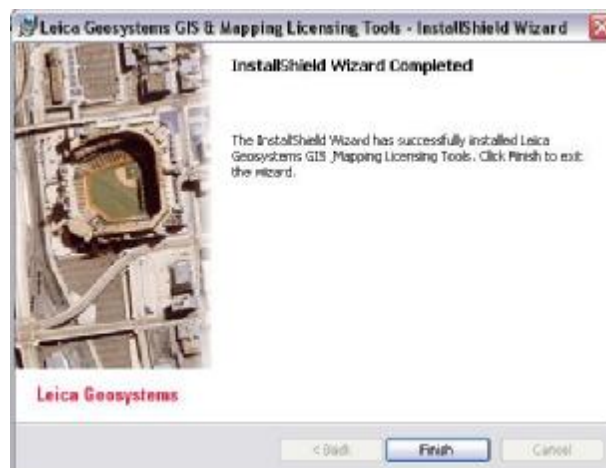 Leica Geosystems GIS & Mapping Licensing Tools - InstallShield Wizard
InstallShield Wizard Completed
The InstallShield Wizard has successfully installed Leica
Geosystems GIS _Mapping Licensing Tools. Click Finish to exit
the wizard.
Leica Geosystems
< Back
Finish
Cancel